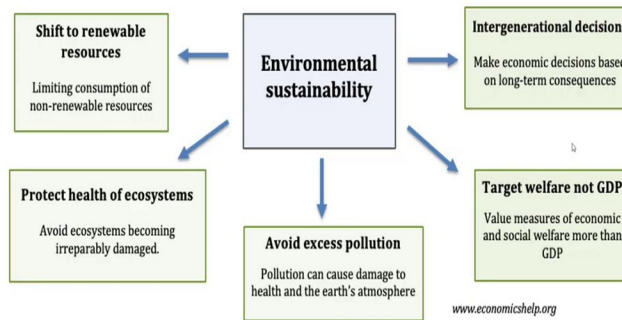 Shift to renewable
resources
Limiting consumption of
non-renewable resources
Environmental
sustainability
Intergenerational decision
Make economic decisions base
on long-term consequences
Protect health of ecosystems
Avoid ecosystems becoming
irreparably damaged.
Avoid excess pollution
Pollution can cause damage to
health and the earth's atmosphere
Target welfare not GDP
Value measures of economic
and social welfare more than
GDP
www.economicshelp.org